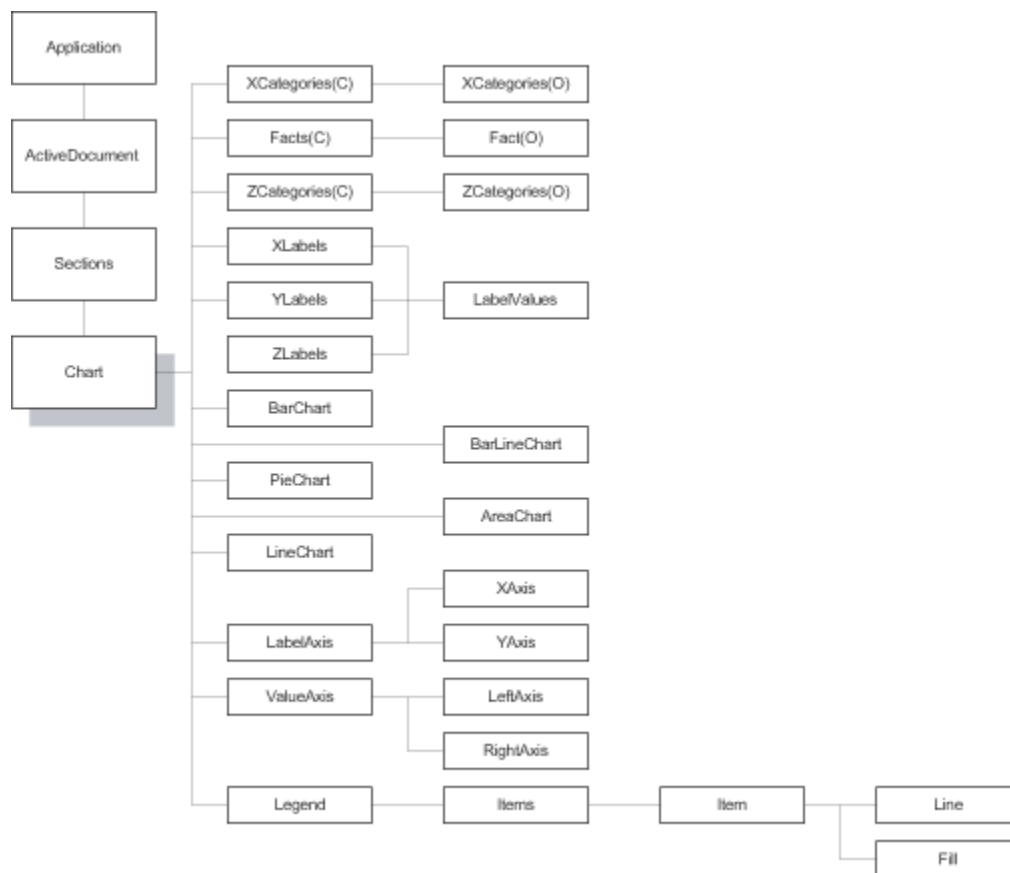 Application
XCategories(C)
XCategories(O)
Facts(C)
Fact(O)
ActiveDocument
ZCategories(C)
ZCategories(O)
XLabels
Sections
YLabels
LabelValues
ZLabels
Chart
BarChart
BarLineChart
PieChart
AreaChart
LineChart
XAxis
LabelAxis
YAxis
ValueAxis
LeftAxis
RightAxis
Legend
Items
Item
Line
Fill